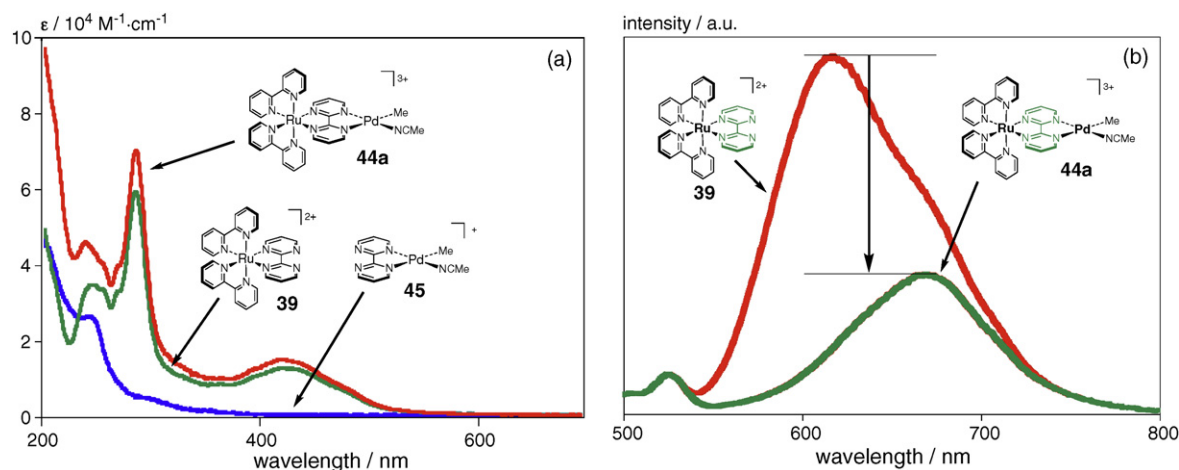 ε / 10⁴ M⁻¹·cm⁻¹
(a)
10
8
6
4
2
0
200
400
600
wavelength / nm
3+
N
N
N
N
Ru
N
N
N
N
N
N
Pd
Me
NCMe
44a
2+
N
N
N
N
Ru
N
N
N
N
39
+
N
N
N
N
Pd
Me
NCMe
45
intensity / a.u.
(b)
2+
N
N
N
N
Ru
N
N
N
N
39
3+
N
N
N
N
Ru
N
N
N
N
Pd
Me
NCMe
44a
500
600
700
800
wavelength / nm